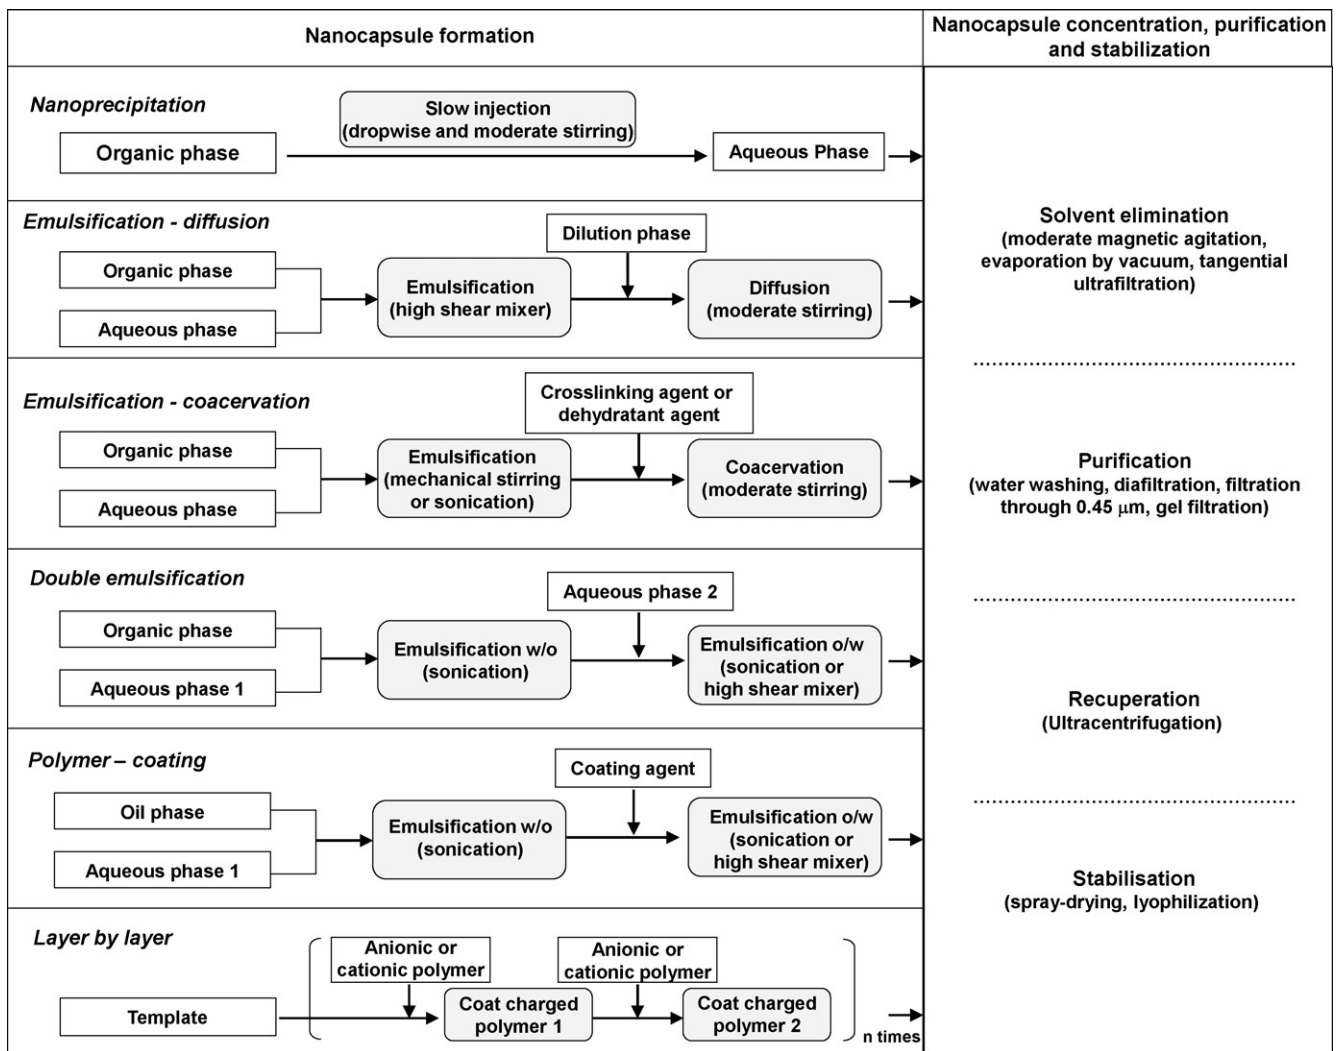 Nanocapsule formation
Nanocapsule concentration, purification
and stabilization
Nanoprecipitation
Slow injection
(dropwise and moderate stirring)
Organic phase
Aqueous Phase
Emulsification - diffusion
Dilution phase
Organic phase
Aqueous phase
Emulsification
(high shear mixer)
Diffusion
(moderate stirring)
Emulsification - coacervation
Crosslinking agent or
dehydratant agent
Organic phase
Aqueous phase
Emulsification
(mechanical stirring
or sonication)
Coacervation
(moderate stirring)
Double emulsification
Aqueous phase 2
Organic phase
Aqueous phase 1
Emulsification w/o
(sonication)
Emulsification o/w
(sonication or
high shear mixer)
Polymer – coating
Coating agent
Oil phase
Aqueous phase 1
Emulsification w/o
(sonication)
Emulsification o/w
(sonication or
high shear mixer)
Layer by layer
Anionic or
cationic polymer
Anionic or
cationic polymer
Template
Coat charged
polymer 1
Coat charged
polymer 2
n times
Solvent elimination
(moderate magnetic agitation,
evaporation by vacuum, tangential
ultrafiltration)
Purification
(water washing, diafiltration, filtration
through 0.45 μm, gel filtration)
Recuperation
(Ultracentrifugation)
Stabilisation
(spray-drying, lyophilization)